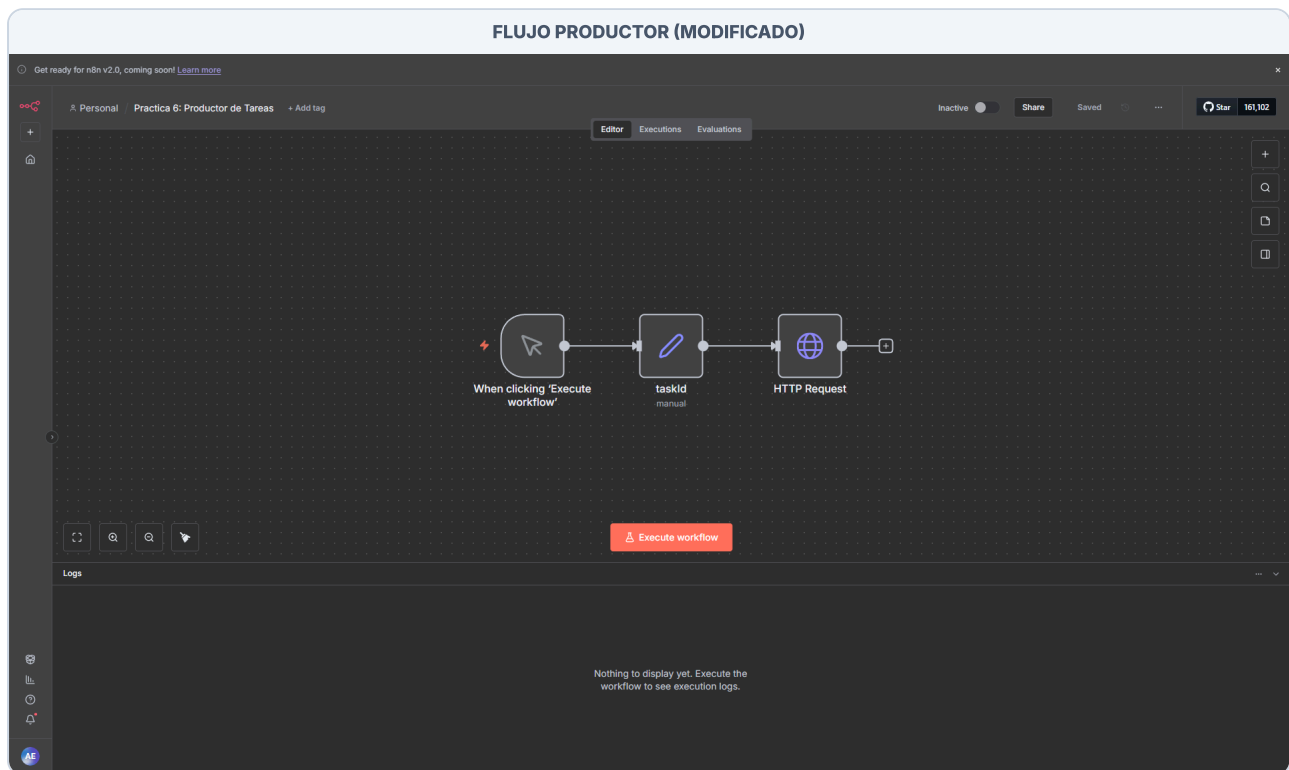 FLUJO PRODUCTOR (MODIFICADO)
Get ready for n8n v2.0, coming soon! Learn more
Personal / Practica 6: Productor de Tareas + Add tag
Inactive Share Saved ... Star 161,102
Editor Executions Evaluations
When clicking ‘Execute
workflow’
taskId
manual
HTTP Request
Execute workflow
Logs
Nothing to display yet. Execute the
workflow to see execution logs.
AE